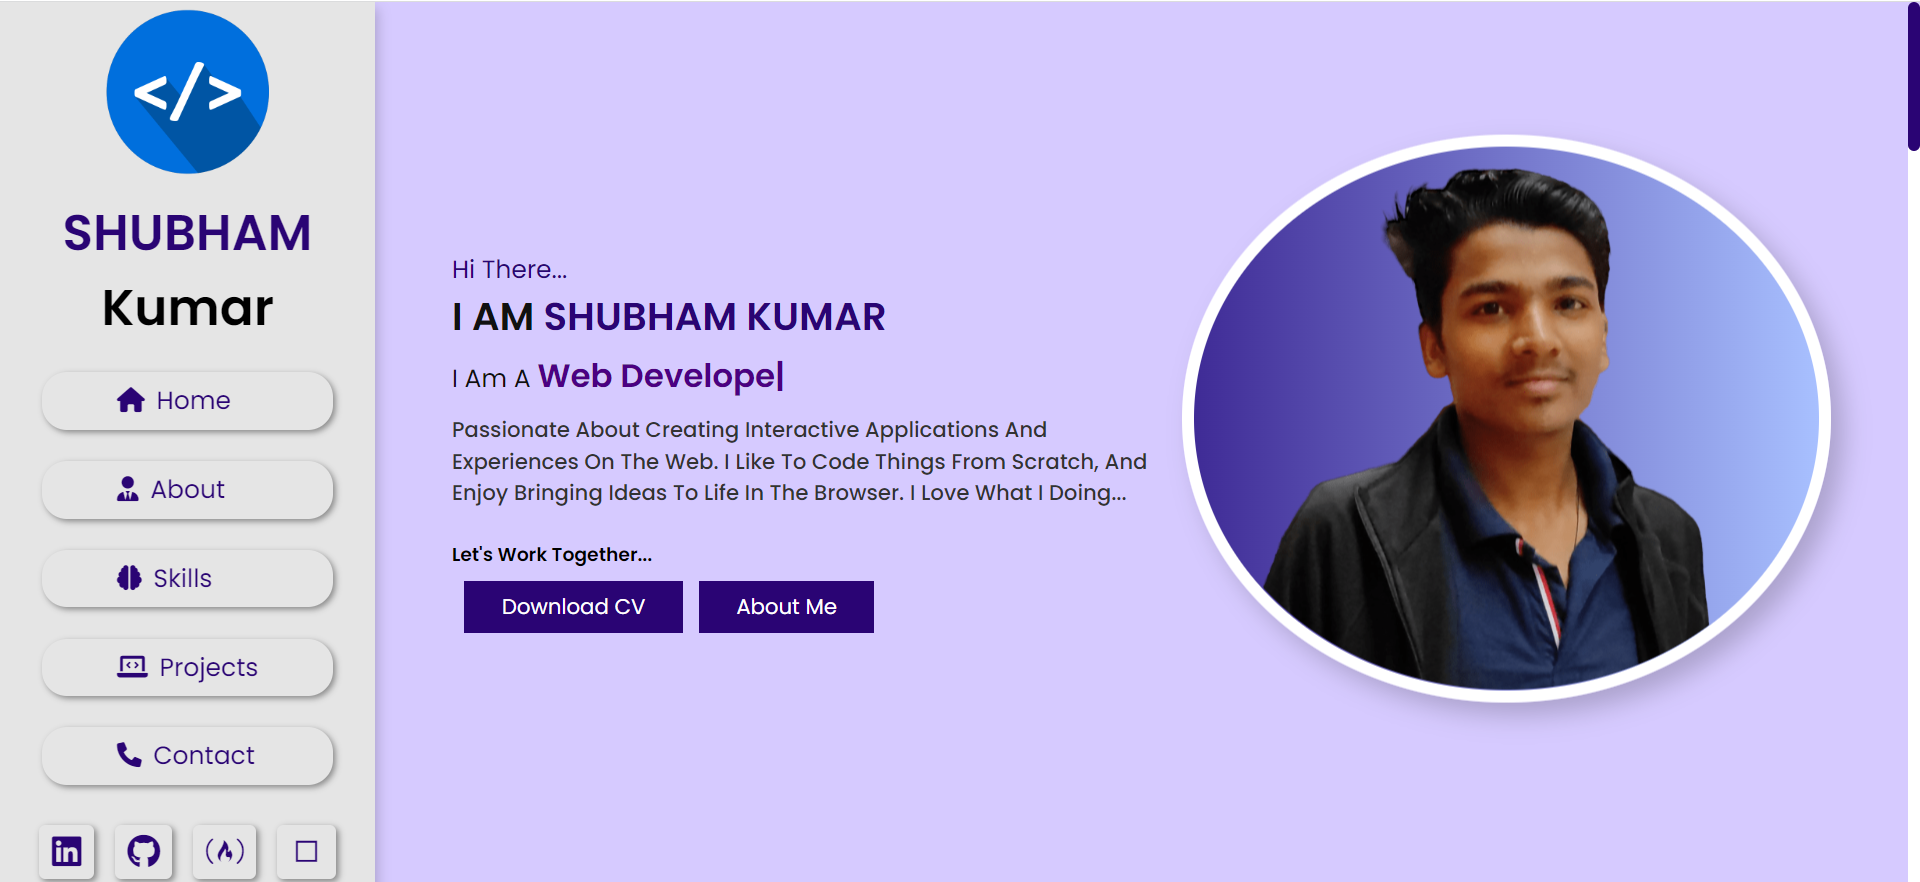 </>
SHUBHAM
Kumar
Home
About
Skills
Projects
Contact
Hi There...
I AM SHUBHAM KUMAR
I Am A Web Develope|
Passionate About Creating Interactive Applications And
Experiences On The Web. I Like To Code Things From Scratch, And
Enjoy Bringing Ideas To Life In The Browser. I Love What I Doing...
Let's Work Together...
Download CV
About Me
in